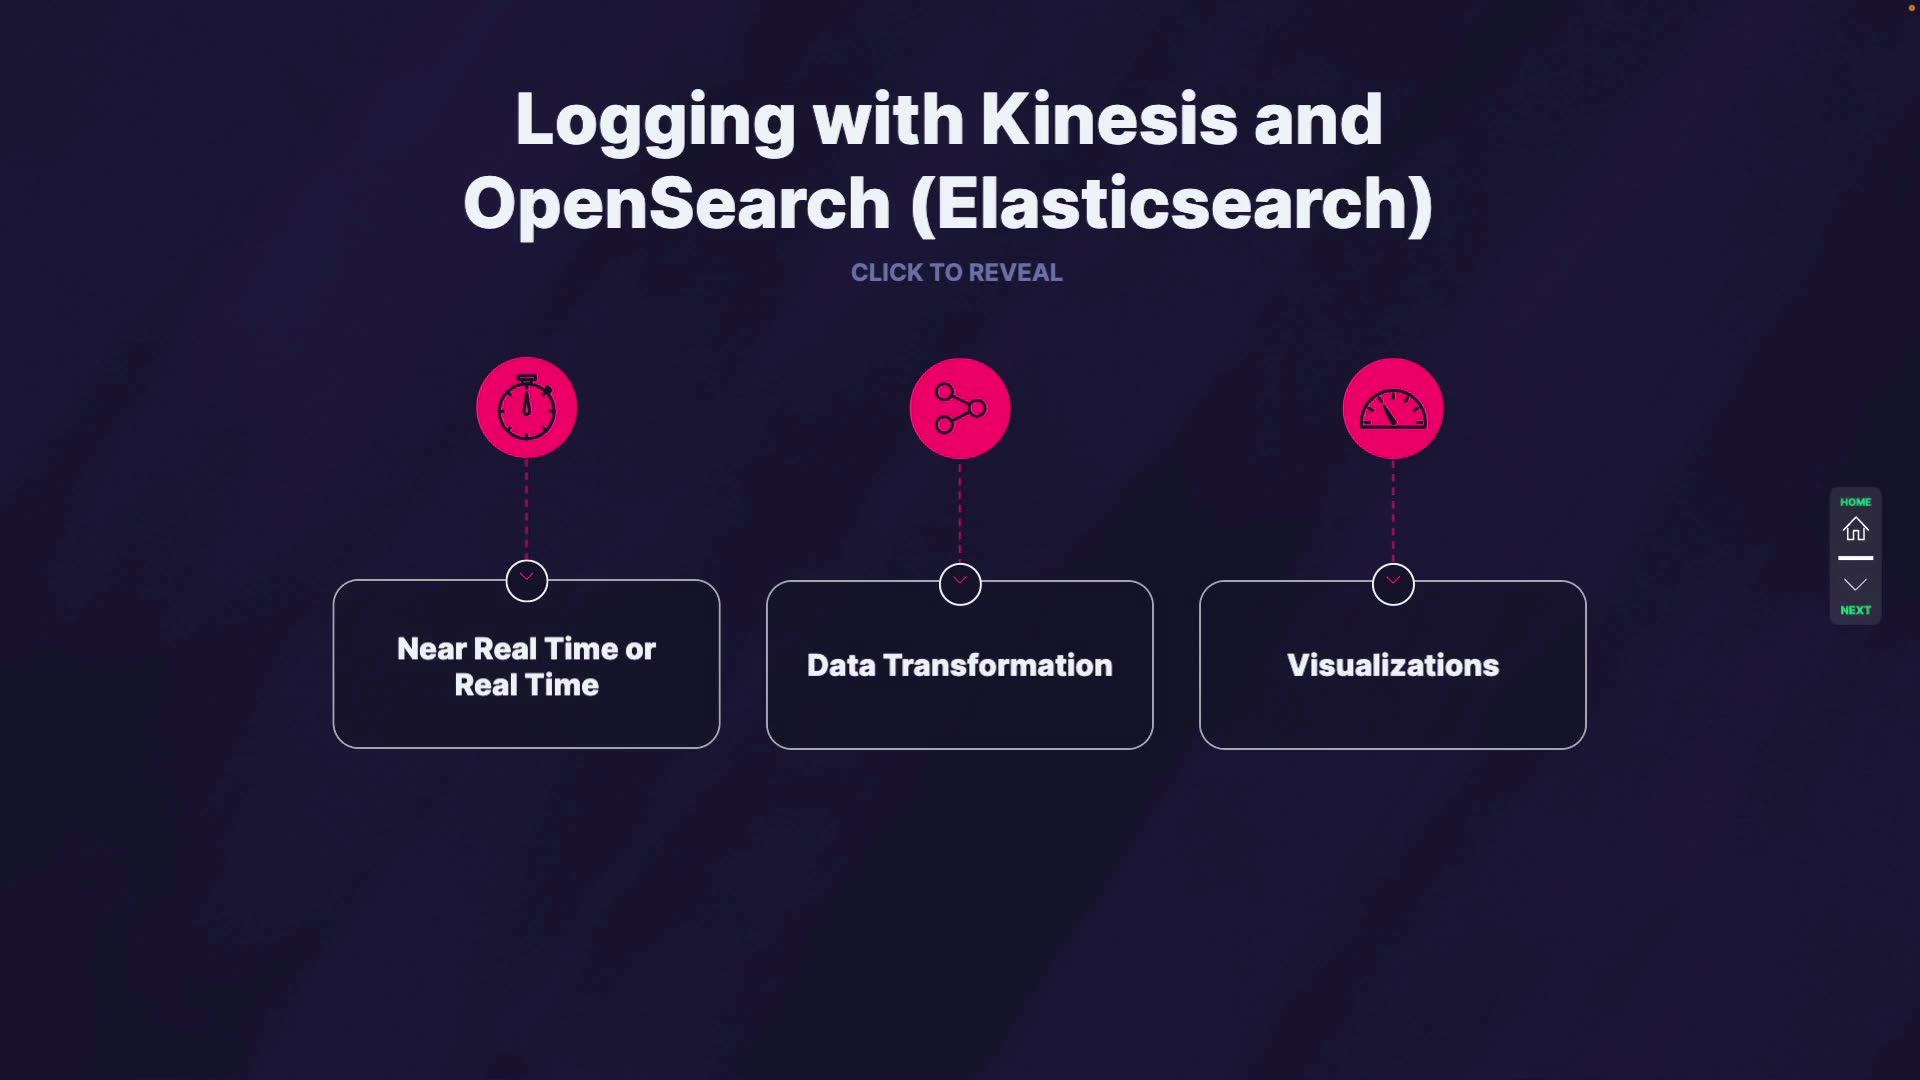 Logging with Kinesis and
OpenSearch (Elasticsearch)
CLICK TO REVEAL
Near Real Time or
Real Time
Data Transformation
Visualizations
HOME
NEXT